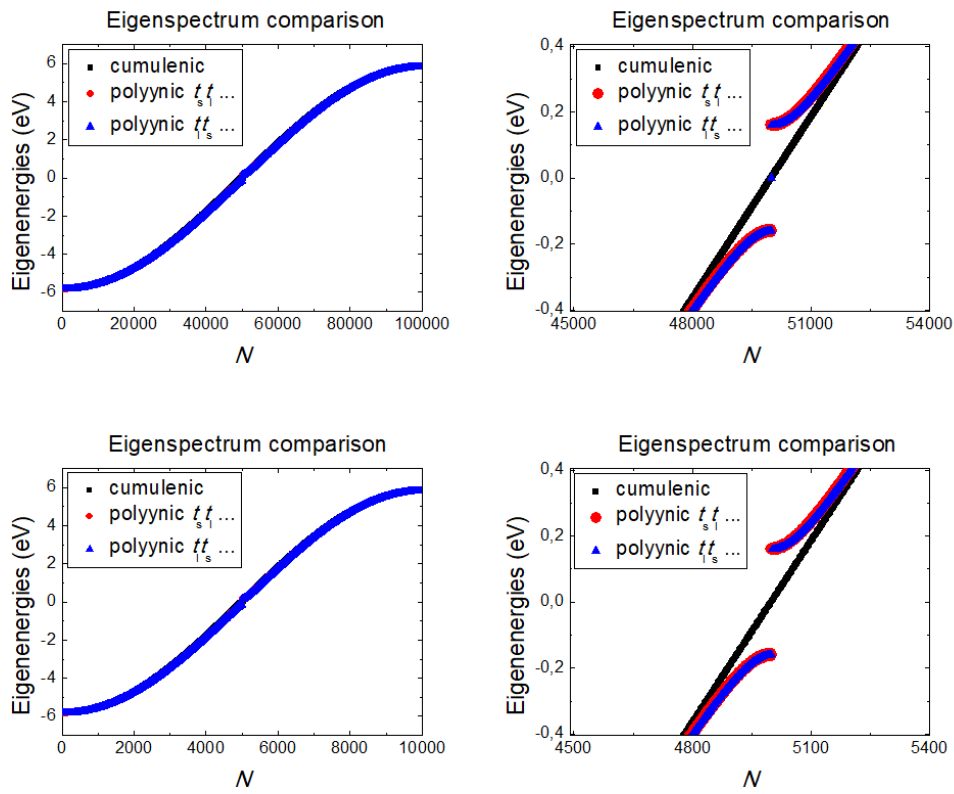 Eigenspectrum comparison
Eigenenergies (eV)
6
4
2
0
-2
-4
-6
cumulenic
polyynic tstl ...
polyynic tlts ...
0 20000 40000 60000 80000 100000
N
Eigenspectrum comparison
Eigenenergies (eV)
0,4
0,2
0,0
-0,2
-0,4
cumulenic
polyynic tstl ...
polyynic tlts ...
45000 48000 51000 54000
N
Eigenspectrum comparison
Eigenenergies (eV)
6
4
2
0
-2
-4
-6
cumulenic
polyynic tstl ...
polyynic tlts ...
0 2000 4000 6000 8000 10000
N
Eigenspectrum comparison
Eigenenergies (eV)
0,4
0,2
0,0
-0,2
-0,4
cumulenic
polyynic tstl ...
polyynic tlts ...
4500 4800 5100 5400
N